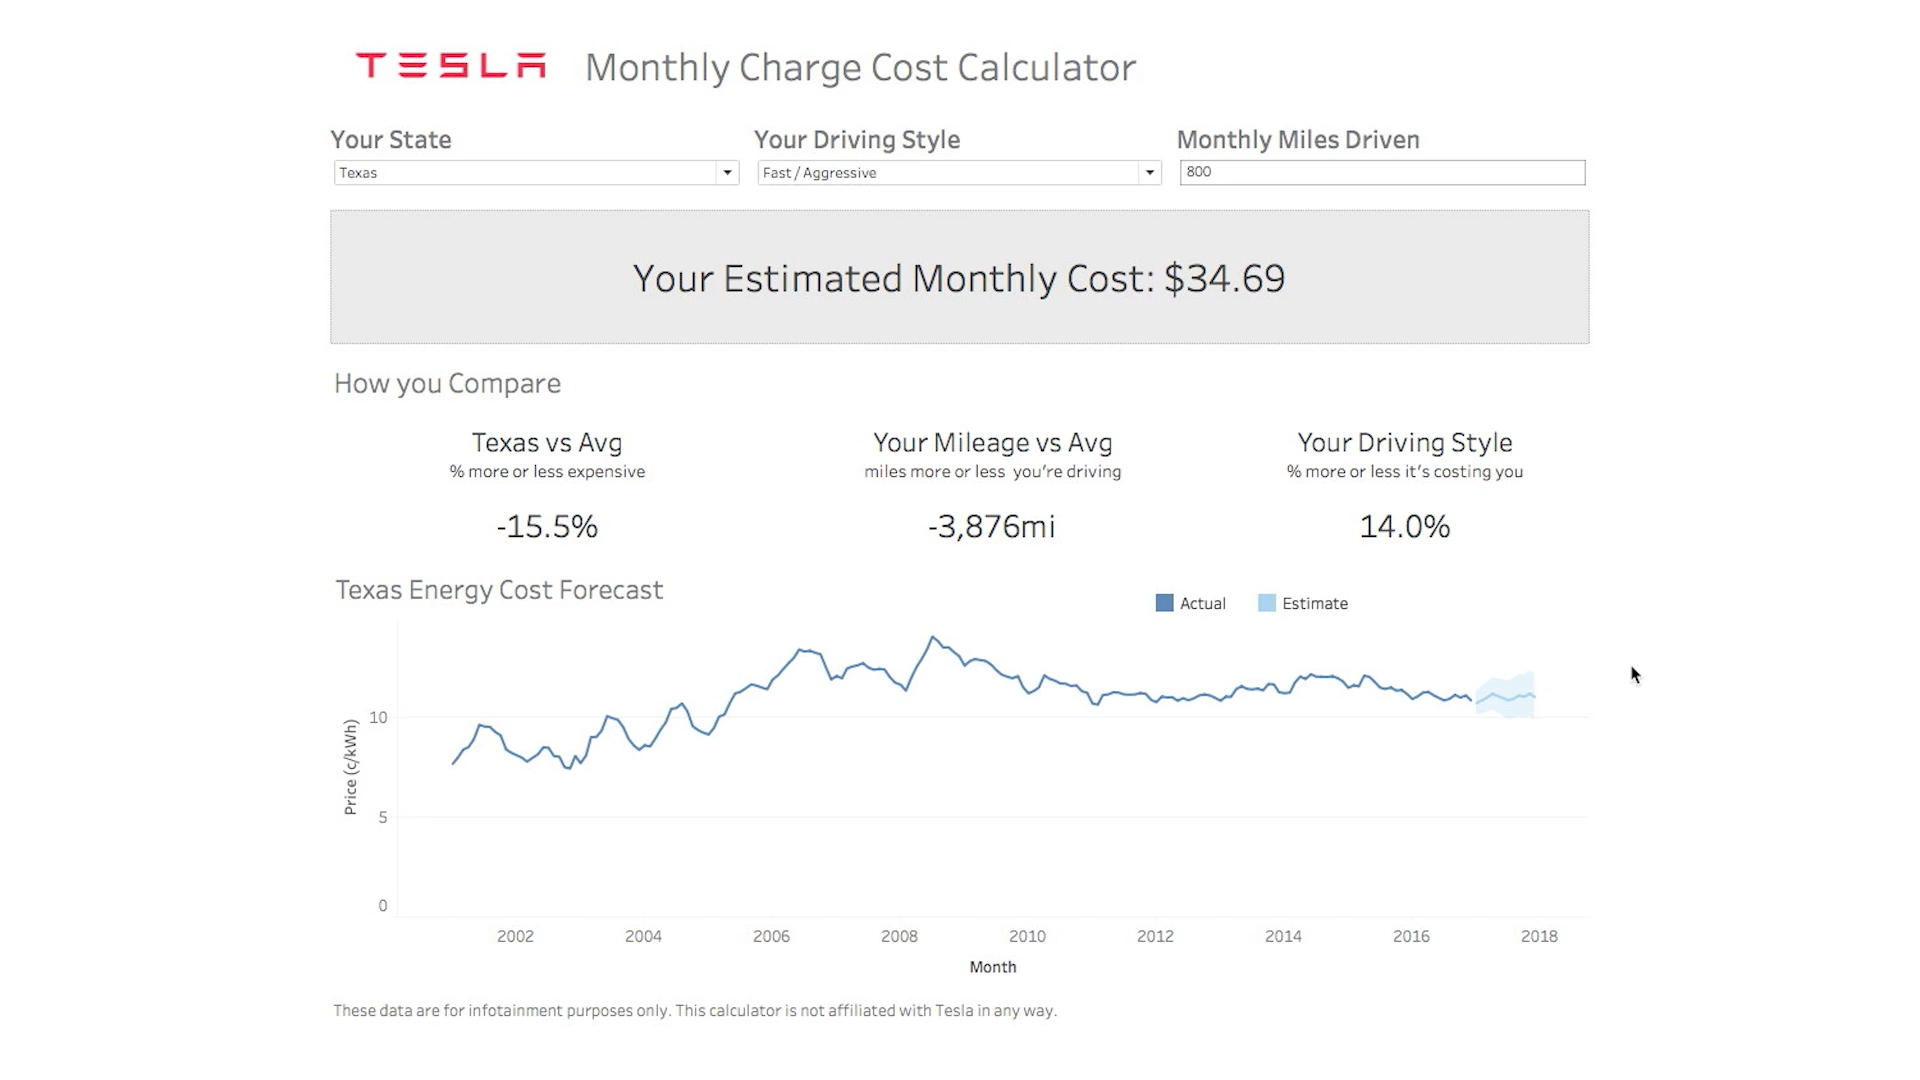 TESLA Monthly Charge Cost Calculator
Your State Your Driving Style Monthly Miles Driven
Texas Fast / Aggressive 800
Your Estimated Monthly Cost: $34.69
How you Compare
Texas vs Avg Your Mileage vs Avg Your Driving Style
% more or less expensive miles more or less you're driving % more or less it's costing you
-15.5% -3,876mi 14.0%
Texas Energy Cost Forecast
Actual Estimate
Price (c/kWh)
10
5
0
2002 2004 2006 2008 2010 2012 2014 2016 2018
Month
These data are for infotainment purposes only. This calculator is not affiliated with Tesla in any way.